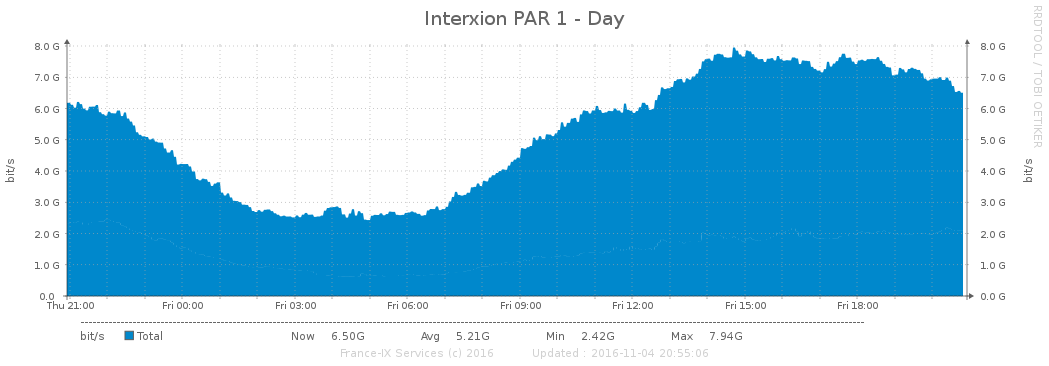 Interxion PAR 1 - Day
RRDTOOL / TOBI OETIKER
bit/s
8.0 G 8.0 G
7.0 G 7.0 G
6.0 G 6.0 G
5.0 G 5.0 G
4.0 G 4.0 G
3.0 G 3.0 G
2.0 G 2.0 G
1.0 G 1.0 G
0.0 0.0 G
bit/s
Thu 21:00 Fri 00:00 Fri 03:00 Fri 06:00 Fri 09:00 Fri 12:00 Fri 15:00 Fri 18:00
bit/s Total Now 6.50G Avg 5.21G Min 2.42G Max 7.94G
France-IX Services (c) 2016 Updated : 2016-11-04 20:55:06